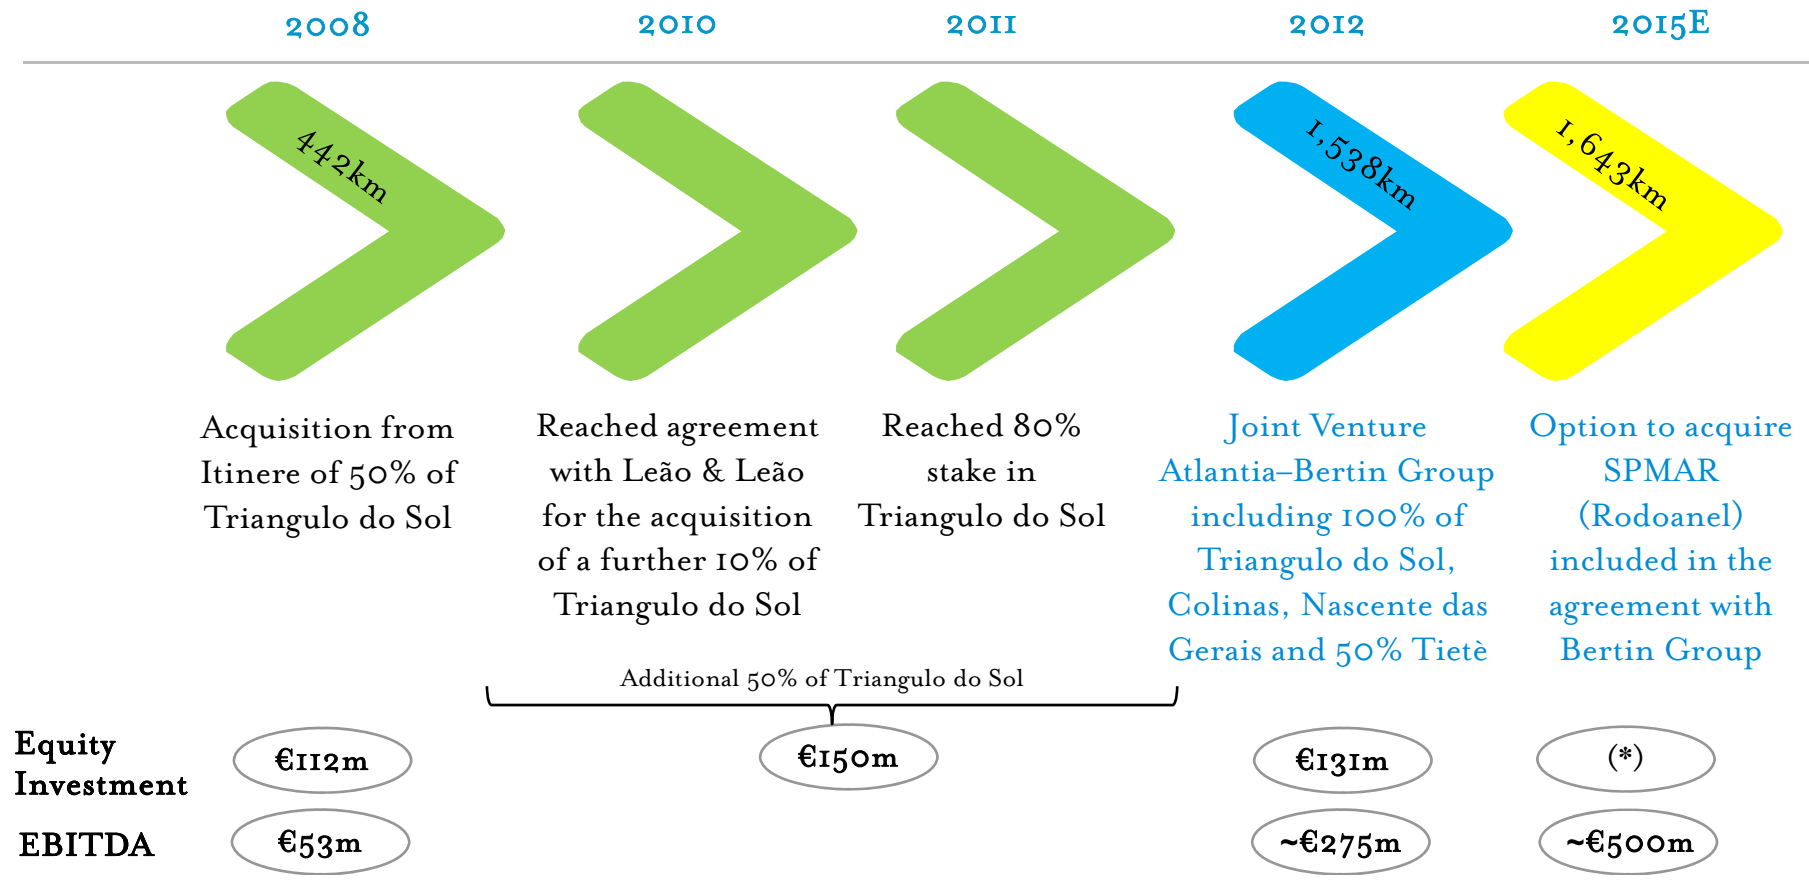 2008 2010 2011 2012 2015E
442km
1,538km
1,643km
Acquisition from
Itinere of 50% of
Triangulo do Sol
Reached agreement
with Leão & Leão
for the acquisition
of a further 10% of
Triangulo do Sol
Reached 80%
stake in
Triangulo do Sol
Joint Venture
Atlantia–Bertin Group
including 100% of
Triangulo do Sol,
Colinas, Nascente das
Gerais and 50% Tietè
Option to acquire
SPMAR
(Rodoanel)
included in the
agreement with
Bertin Group
Additional 50% of Triangulo do Sol
Equity
Investment
€112m €150m €131m (*)
EBITDA €53m ~€275m ~€500m